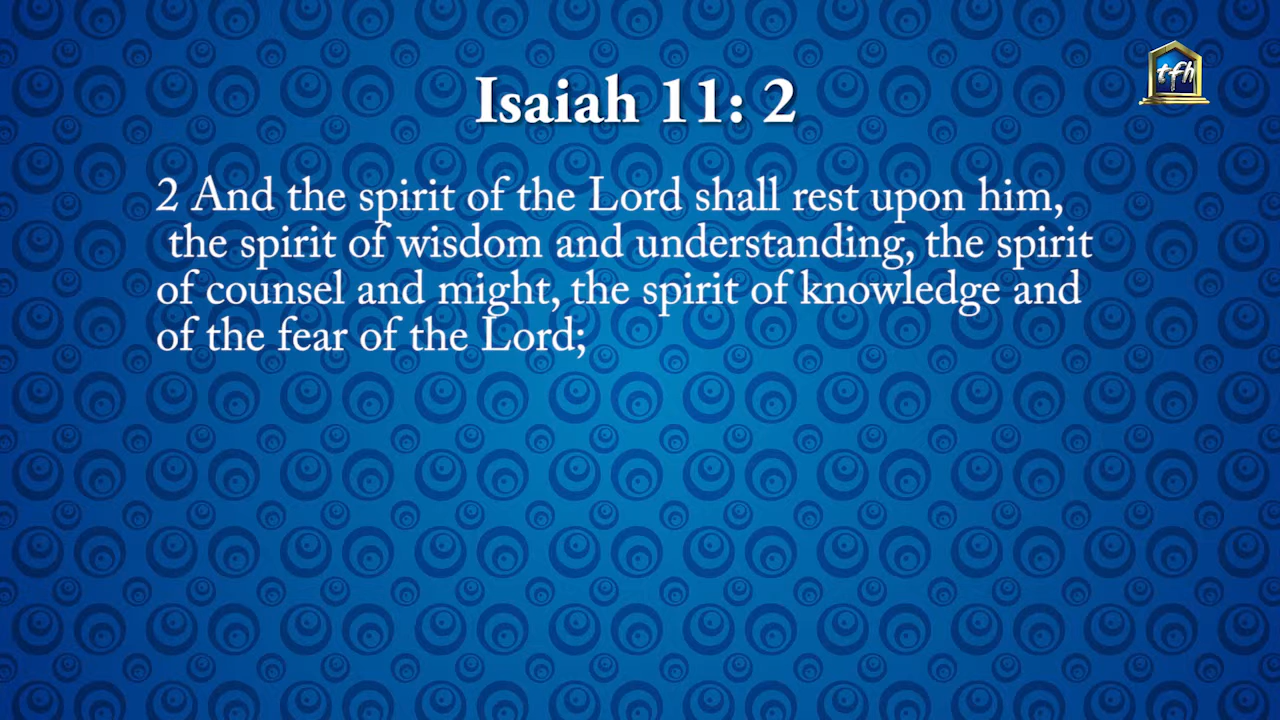 tfh
Isaiah 11: 2
2 And the spirit of the Lord shall rest upon him,
the spirit of wisdom and understanding, the spirit
of counsel and might, the spirit of knowledge and
of the fear of the Lord;